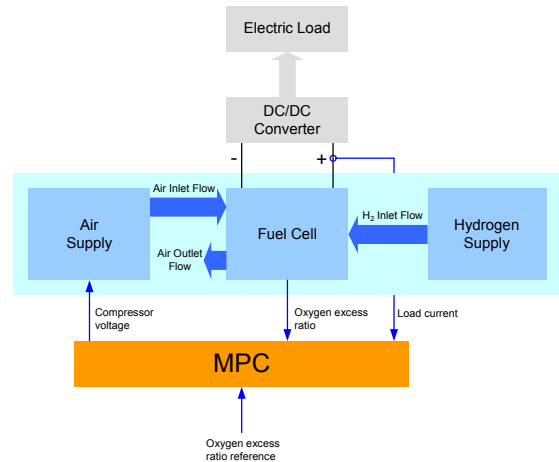 Electric Load
DC/DC
Converter
-
+
Air Inlet Flow
Air
Supply
Fuel Cell
H₂ Inlet Flow
Hydrogen
Supply
Air Outlet
Flow
Compressor
voltage
Oxygen excess
ratio
Load current
MPC
Oxygen excess
ratio reference